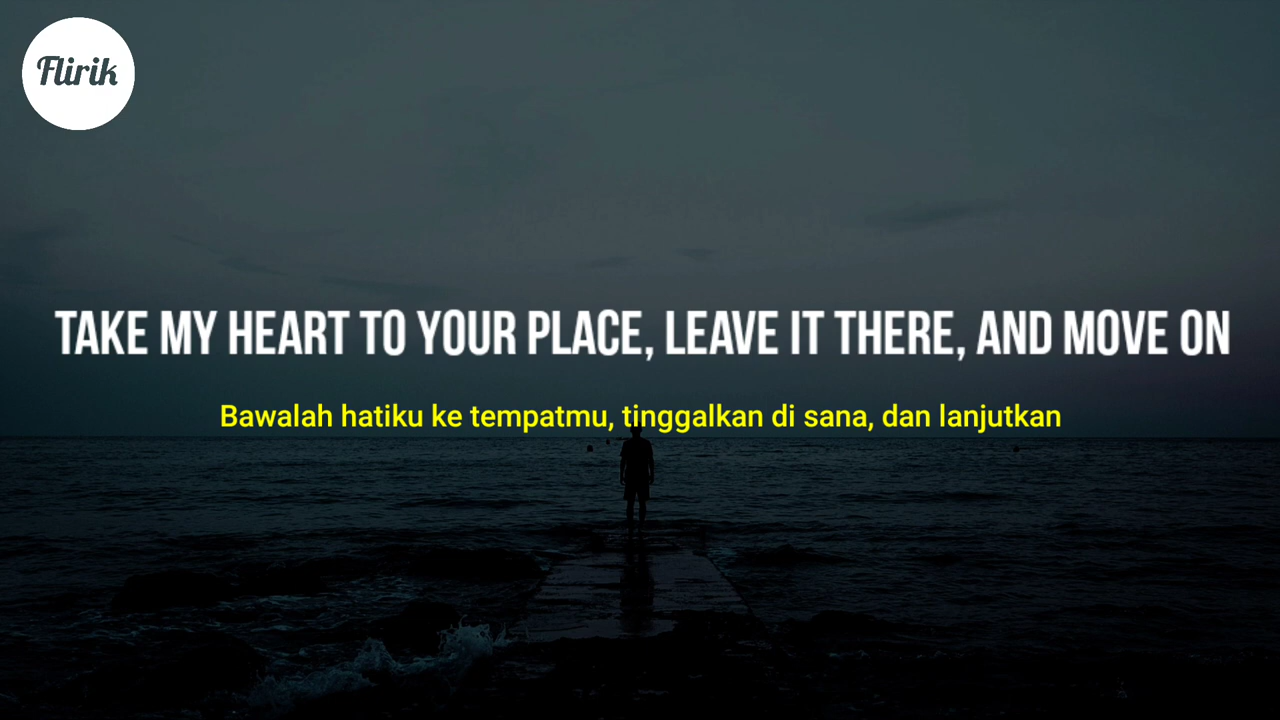 Flirik
TAKE MY HEART TO YOUR PLACE, LEAVE IT THERE, AND MOVE ON
Bawalah hatiku ke tempatmu, tinggalkan di sana, dan lanjutkan